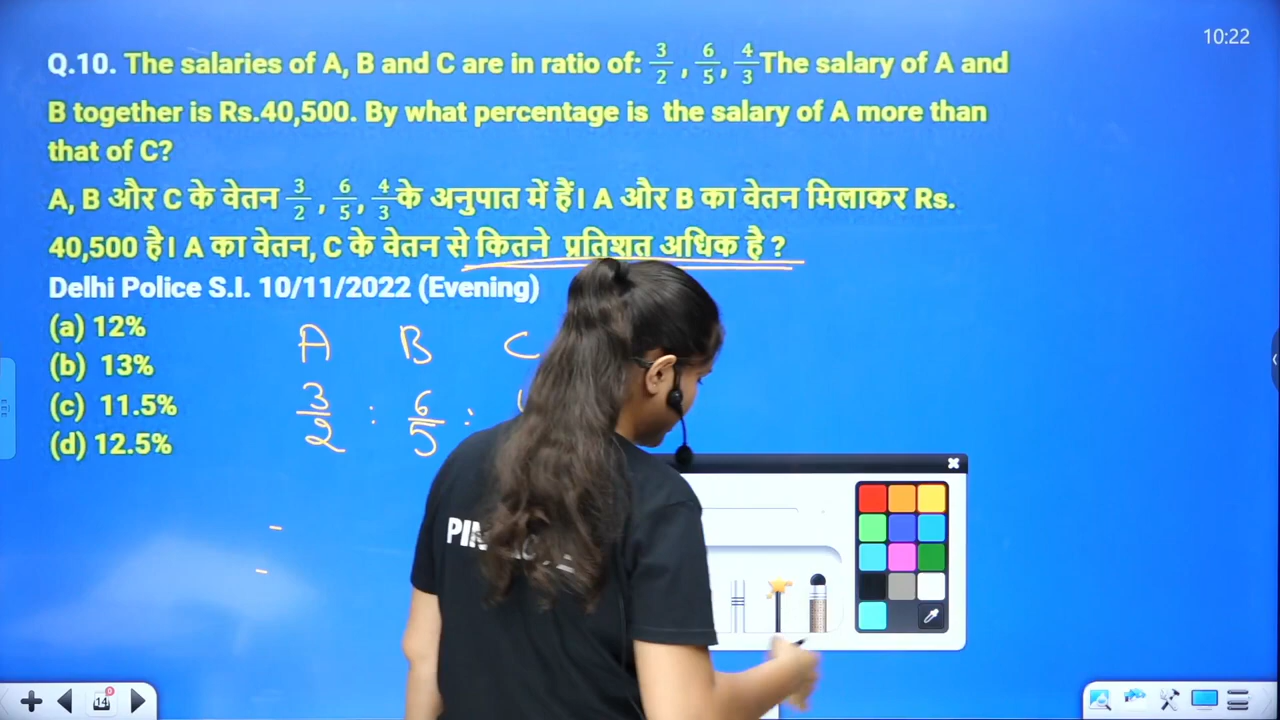 10:22
Q.10. The salaries of A, B and C are in ratio of: 3/2 , 6/5, 4/3 The salary of A and
B together is Rs.40,500. By what percentage is the salary of A more than
that of C?
A, B और C के वेतन 3/2 , 6/5, 4/3 के अनुपात में हैं। A और B का वेतन मिलाकर Rs.
40,500 है। A का वेतन, C के वेतन से कितने प्रतिशत अधिक है ?
Delhi Police S.I. 10/11/2022 (Evening)
(a) 12%
(b) 13%
(c) 11.5%
(d) 12.5%
A B C
3/2 : 6/5 :
14